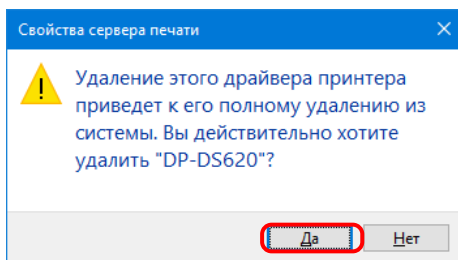 Свойства сервера печати
Удаление этого драйвера принтера
приведет к его полному удалению из
системы. Вы действительно хотите
удалить "DP-DS620"?
Да
Нет